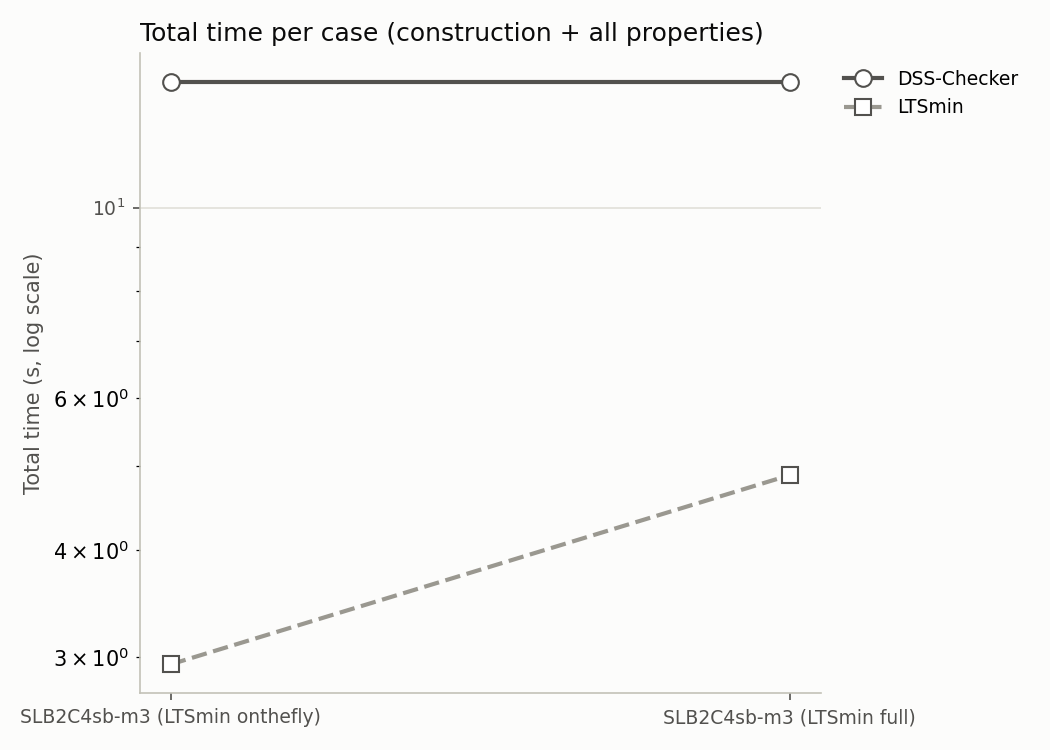 Total time per case (construction + all properties)
DSS-Checker
LTSmin
10¹
6 × 10⁰
4 × 10⁰
3 × 10⁰
Total time (s, log scale)
SLB2C4sb-m3 (LTSmin onthefly)
SLB2C4sb-m3 (LTSmin full)